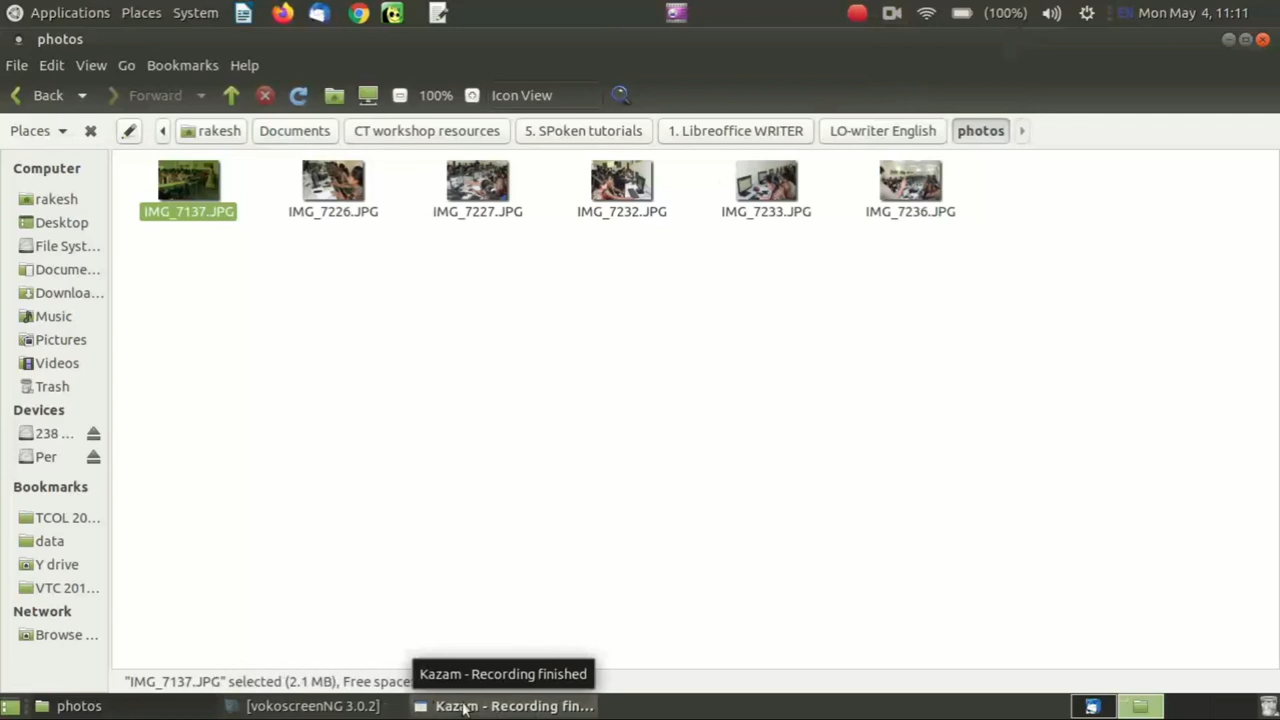 Applications Places System (100%) EN Mon May 4, 11:11
photos
File Edit View Go Bookmarks Help
Back Forward 100% Icon View
Places rakesh Documents CT workshop resources 5. SPoken tutorials 1. Libreoffice WRITER LO-writer English photos
Computer
rakesh
Desktop
File Syst...
Docume...
Downloa...
Music
Pictures
Videos
Trash
Devices
238 ...
Per
Bookmarks
TCOL 20...
data
Y drive
VTC 201...
Network
Browse ...
IMG_7137.JPG IMG_7226.JPG IMG_7227.JPG IMG_7232.JPG IMG_7233.JPG IMG_7236.JPG
Kazam - Recording finished
"IMG_7137.JPG" selected (2.1 MB), Free space:
photos [vokoscreenNG 3.0.2] Kazam - Recording fin...